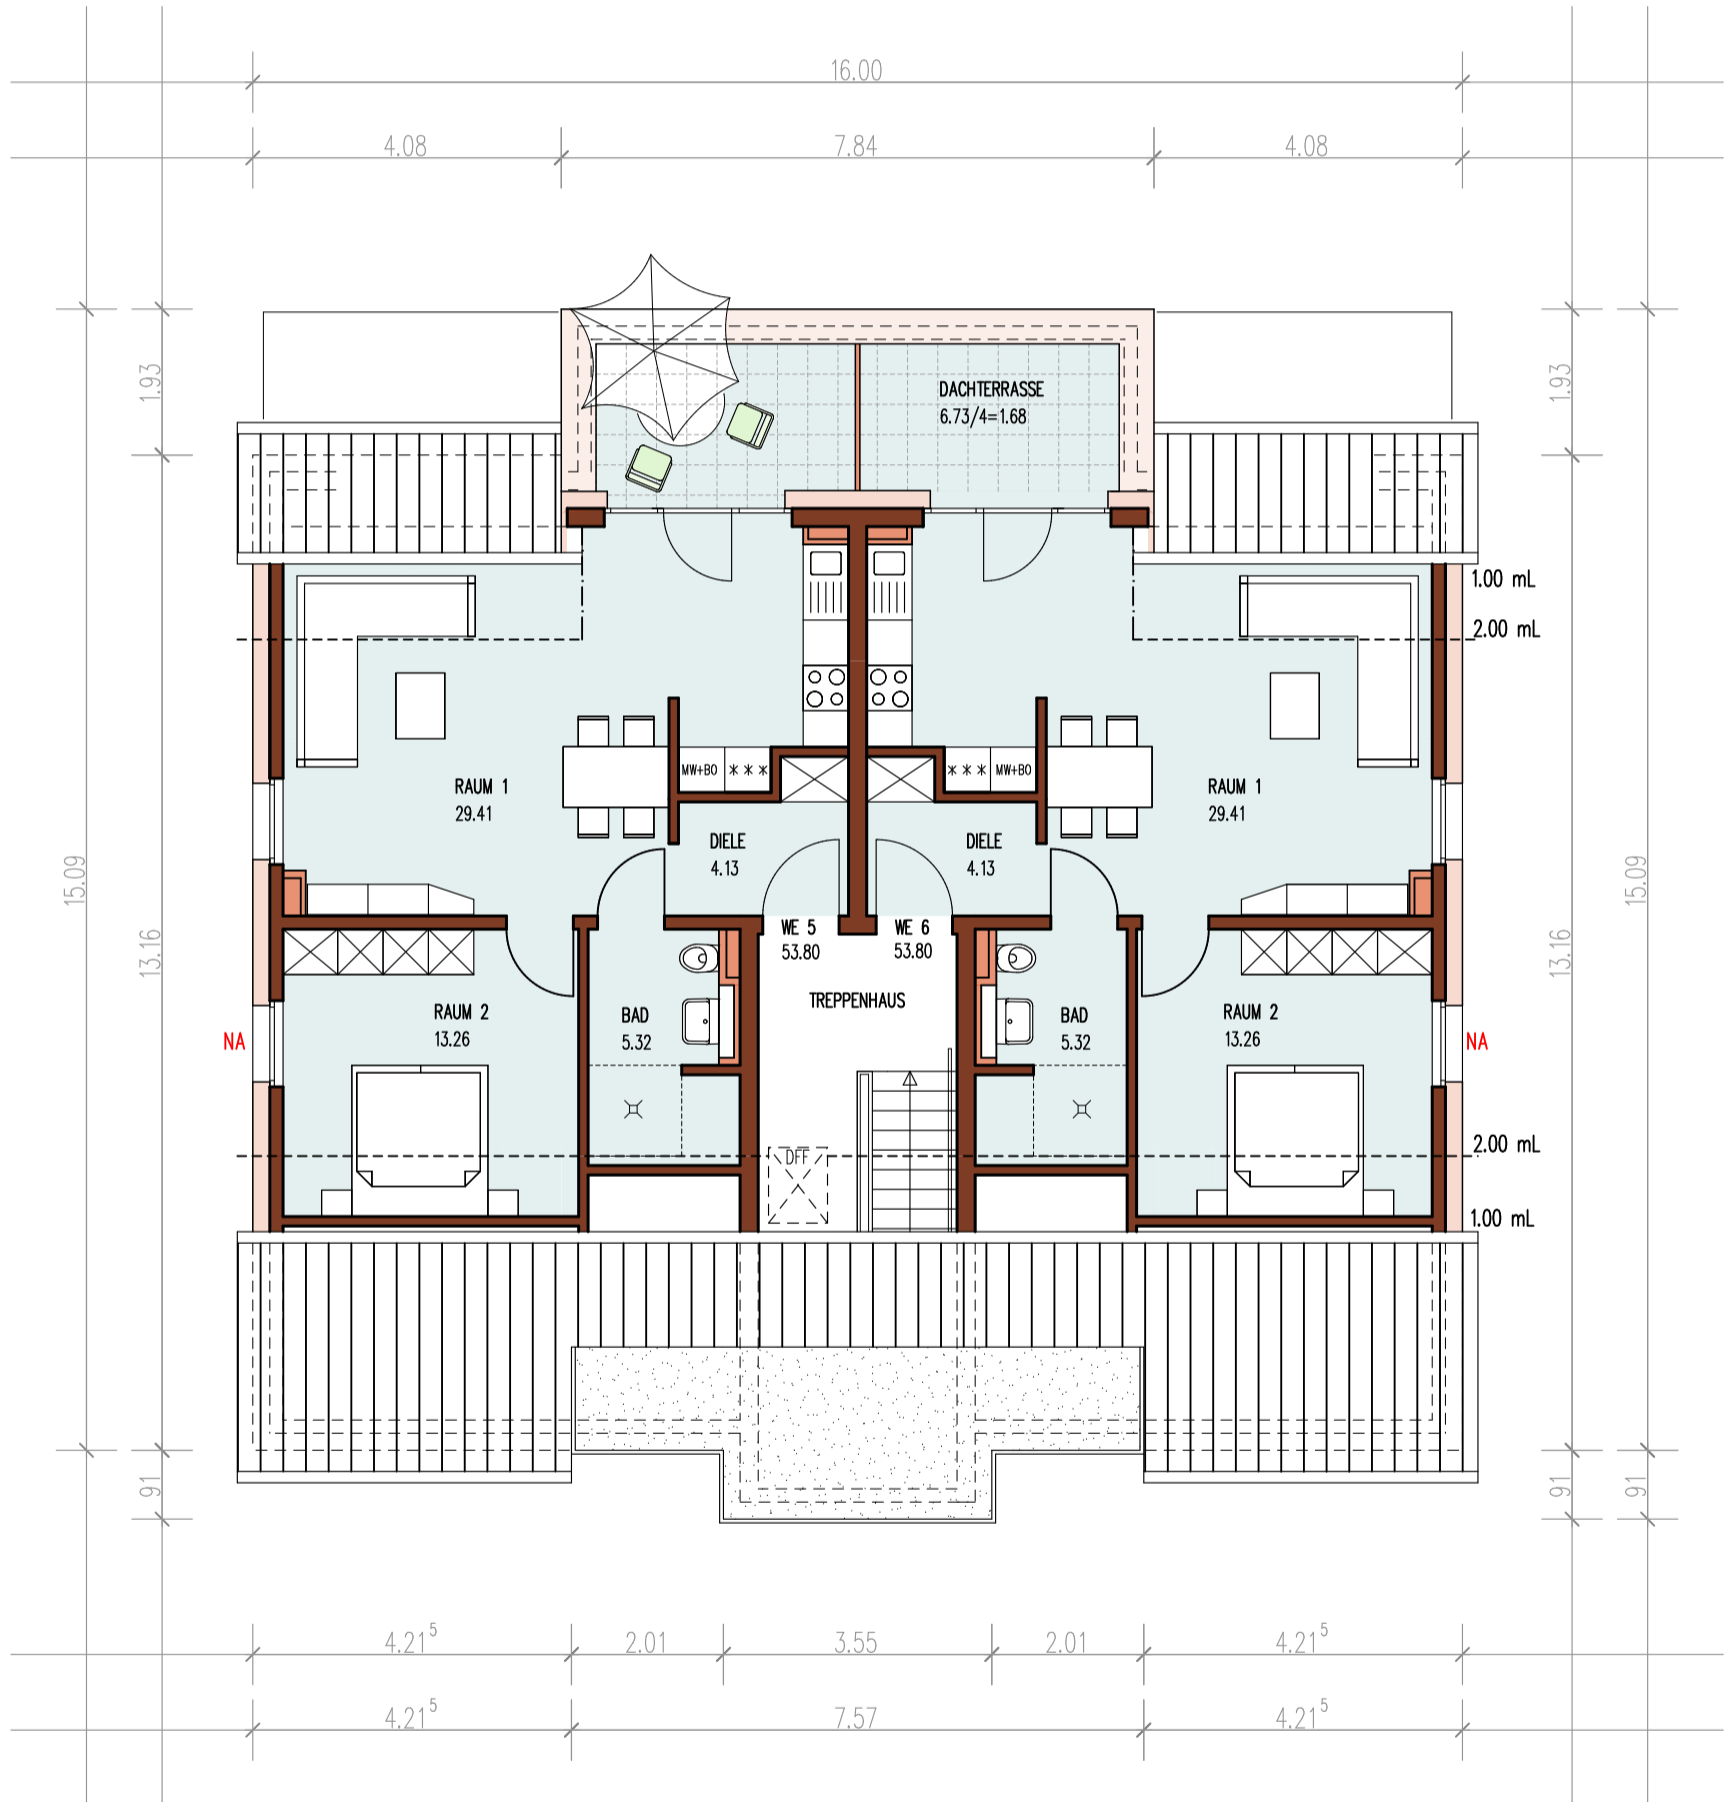 16.00
4.08 7.84 4.08
1.93 1.93
DACHTERRASSE
6.73/4=1.68
1.00 mL
2.00 mL
MW+BO *** *** MW+BO
RAUM 1 RAUM 1
29.41 29.41
DIELE DIELE
4.13 4.13
15.09 15.09
13.16 13.16
WE 5 WE 6
53.80 53.80
TREPPENHAUS
RAUM 2 BAD BAD RAUM 2
13.26 5.32 5.32 13.26
NA NA
DFF
2.00 mL
1.00 mL
91 91 91
4.21⁵ 2.01 3.55 2.01 4.21⁵
4.21⁵ 7.57 4.21⁵